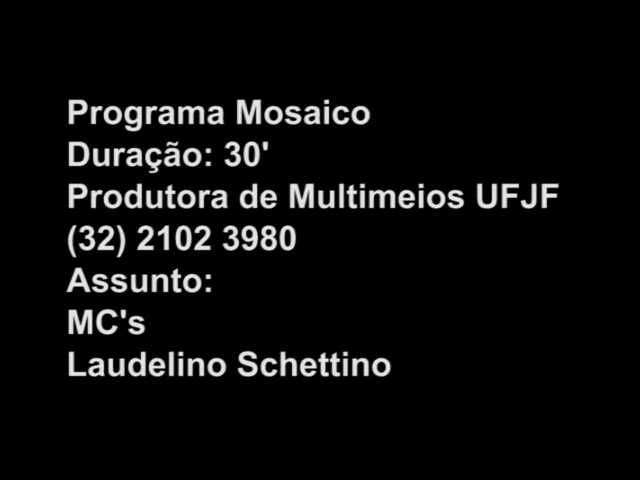 Programa Mosaico
Duração: 30'
Produtora de Multimeios UFJF
(32) 2102 3980
Assunto:
MC's
Laudelino Schettino